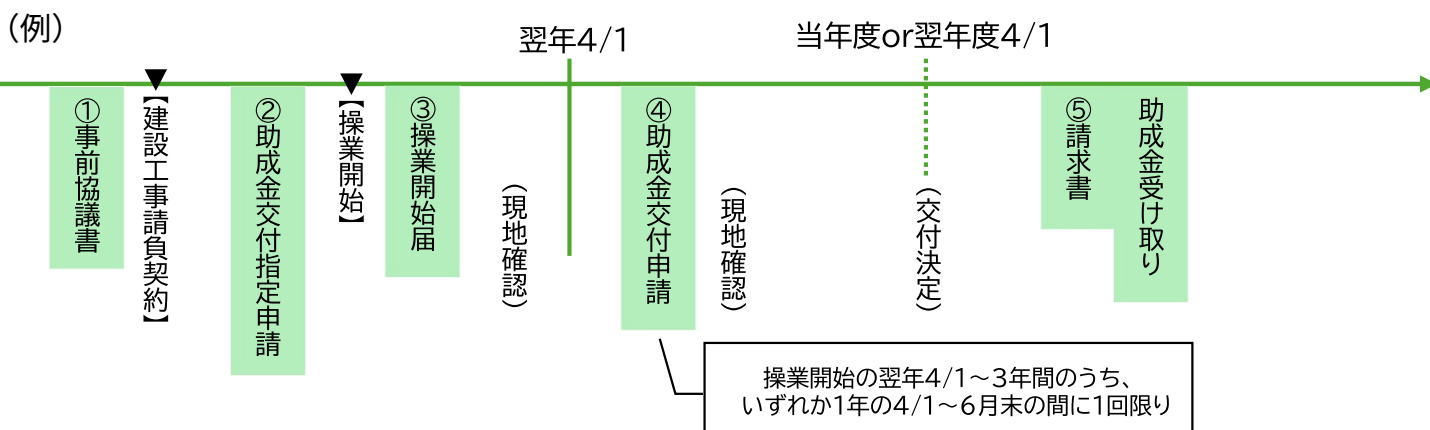 （例）
翌年4/1
当年度or翌年度4/1
①事前協議書
【建設工事請負契約】
②助成金交付指定申請
【操業開始】
③操業開始届
（現地確認）
④助成金交付申請
（現地確認）
（交付決定）
⑤請求書
助成金受け取り
操業開始の翌年4/1～3年間のうち、
いずれか1年の4/1～6月末の間に1回限り